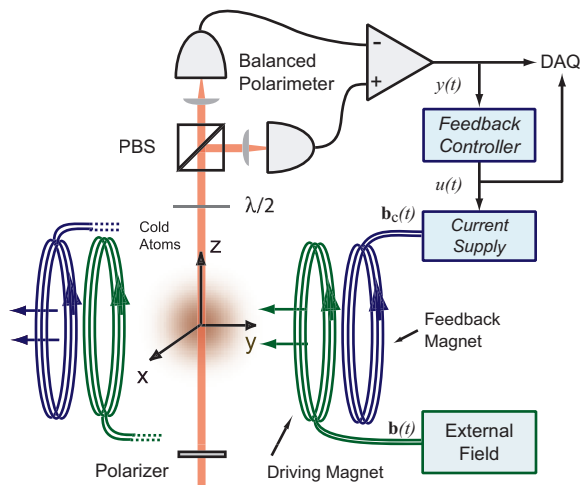 Balanced
Polarimeter
-
+
DAQ
y(t)
PBS
Feedback
Controller
λ/2
u(t)
Cold
Atoms
b_c(t)
Current
Supply
z
y
x
Feedback
Magnet
b(t)
External
Field
Polarizer
Driving Magnet